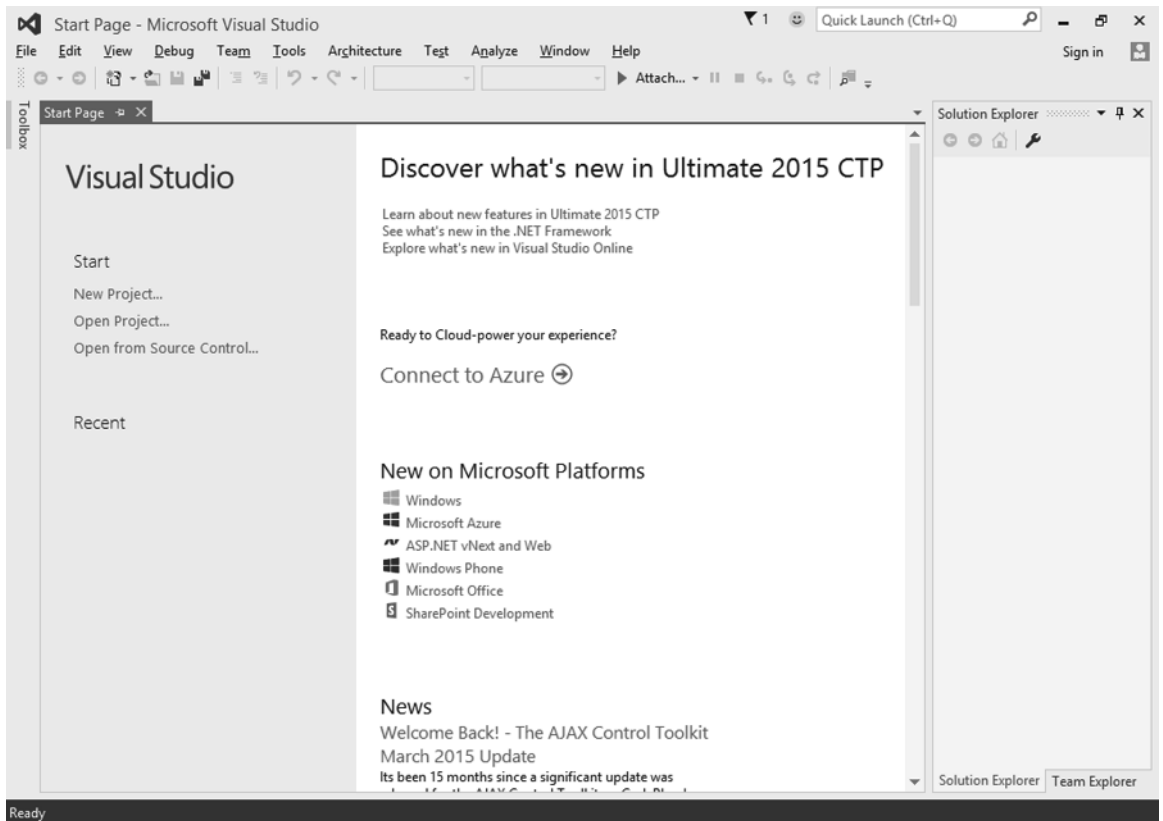 Start Page - Microsoft Visual Studio
1
Quick Launch (Ctrl+Q)
File Edit View Debug Team Tools Architecture Test Analyze Window Help
Sign in
Attach...
Toolbox
Start Page
Solution Explorer
Visual Studio
Start
New Project...
Open Project...
Open from Source Control...
Recent
Discover what's new in Ultimate 2015 CTP
Learn about new features in Ultimate 2015 CTP
See what's new in the .NET Framework
Explore what's new in Visual Studio Online
Ready to Cloud-power your experience?
Connect to Azure
New on Microsoft Platforms
Windows
Microsoft Azure
ASP.NET vNext and Web
Windows Phone
Microsoft Office
SharePoint Development
News
Welcome Back! - The AJAX Control Toolkit
March 2015 Update
Its been 15 months since a significant update was
Solution Explorer Team Explorer
Ready